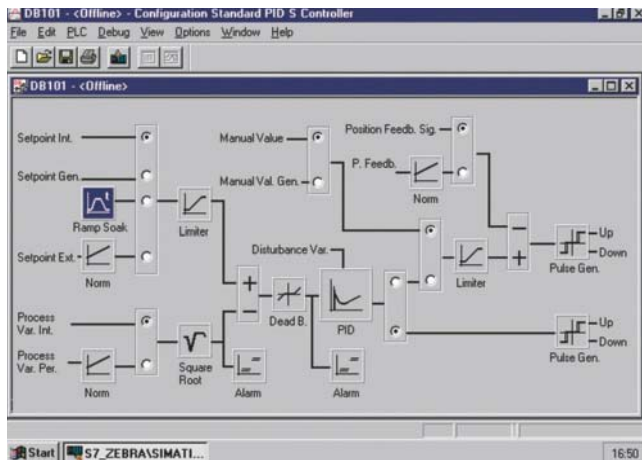 DB101 - <Offline> - Configuration Standard PID S Controller
File Edit PLC Debug View Options Window Help
DB101 - <Offline>
Setpoint Int.
Manual Value
Position Feedb. Sig.
P. Feedb.
Setpoint Gen.
Manual Val. Gen.
Norm
Ramp Soak
Limiter
Up
Down
Disturbance Var.
Setpoint Ext.
Limiter
Pulse Gen.
Norm
Process
Var. Int.
Dead B.
PID
Up
Down
Process
Var. Per.
Square
Root
Pulse Gen.
Norm
Alarm
Alarm
Start
S7_ZEBRA\SIMATI...
16:50